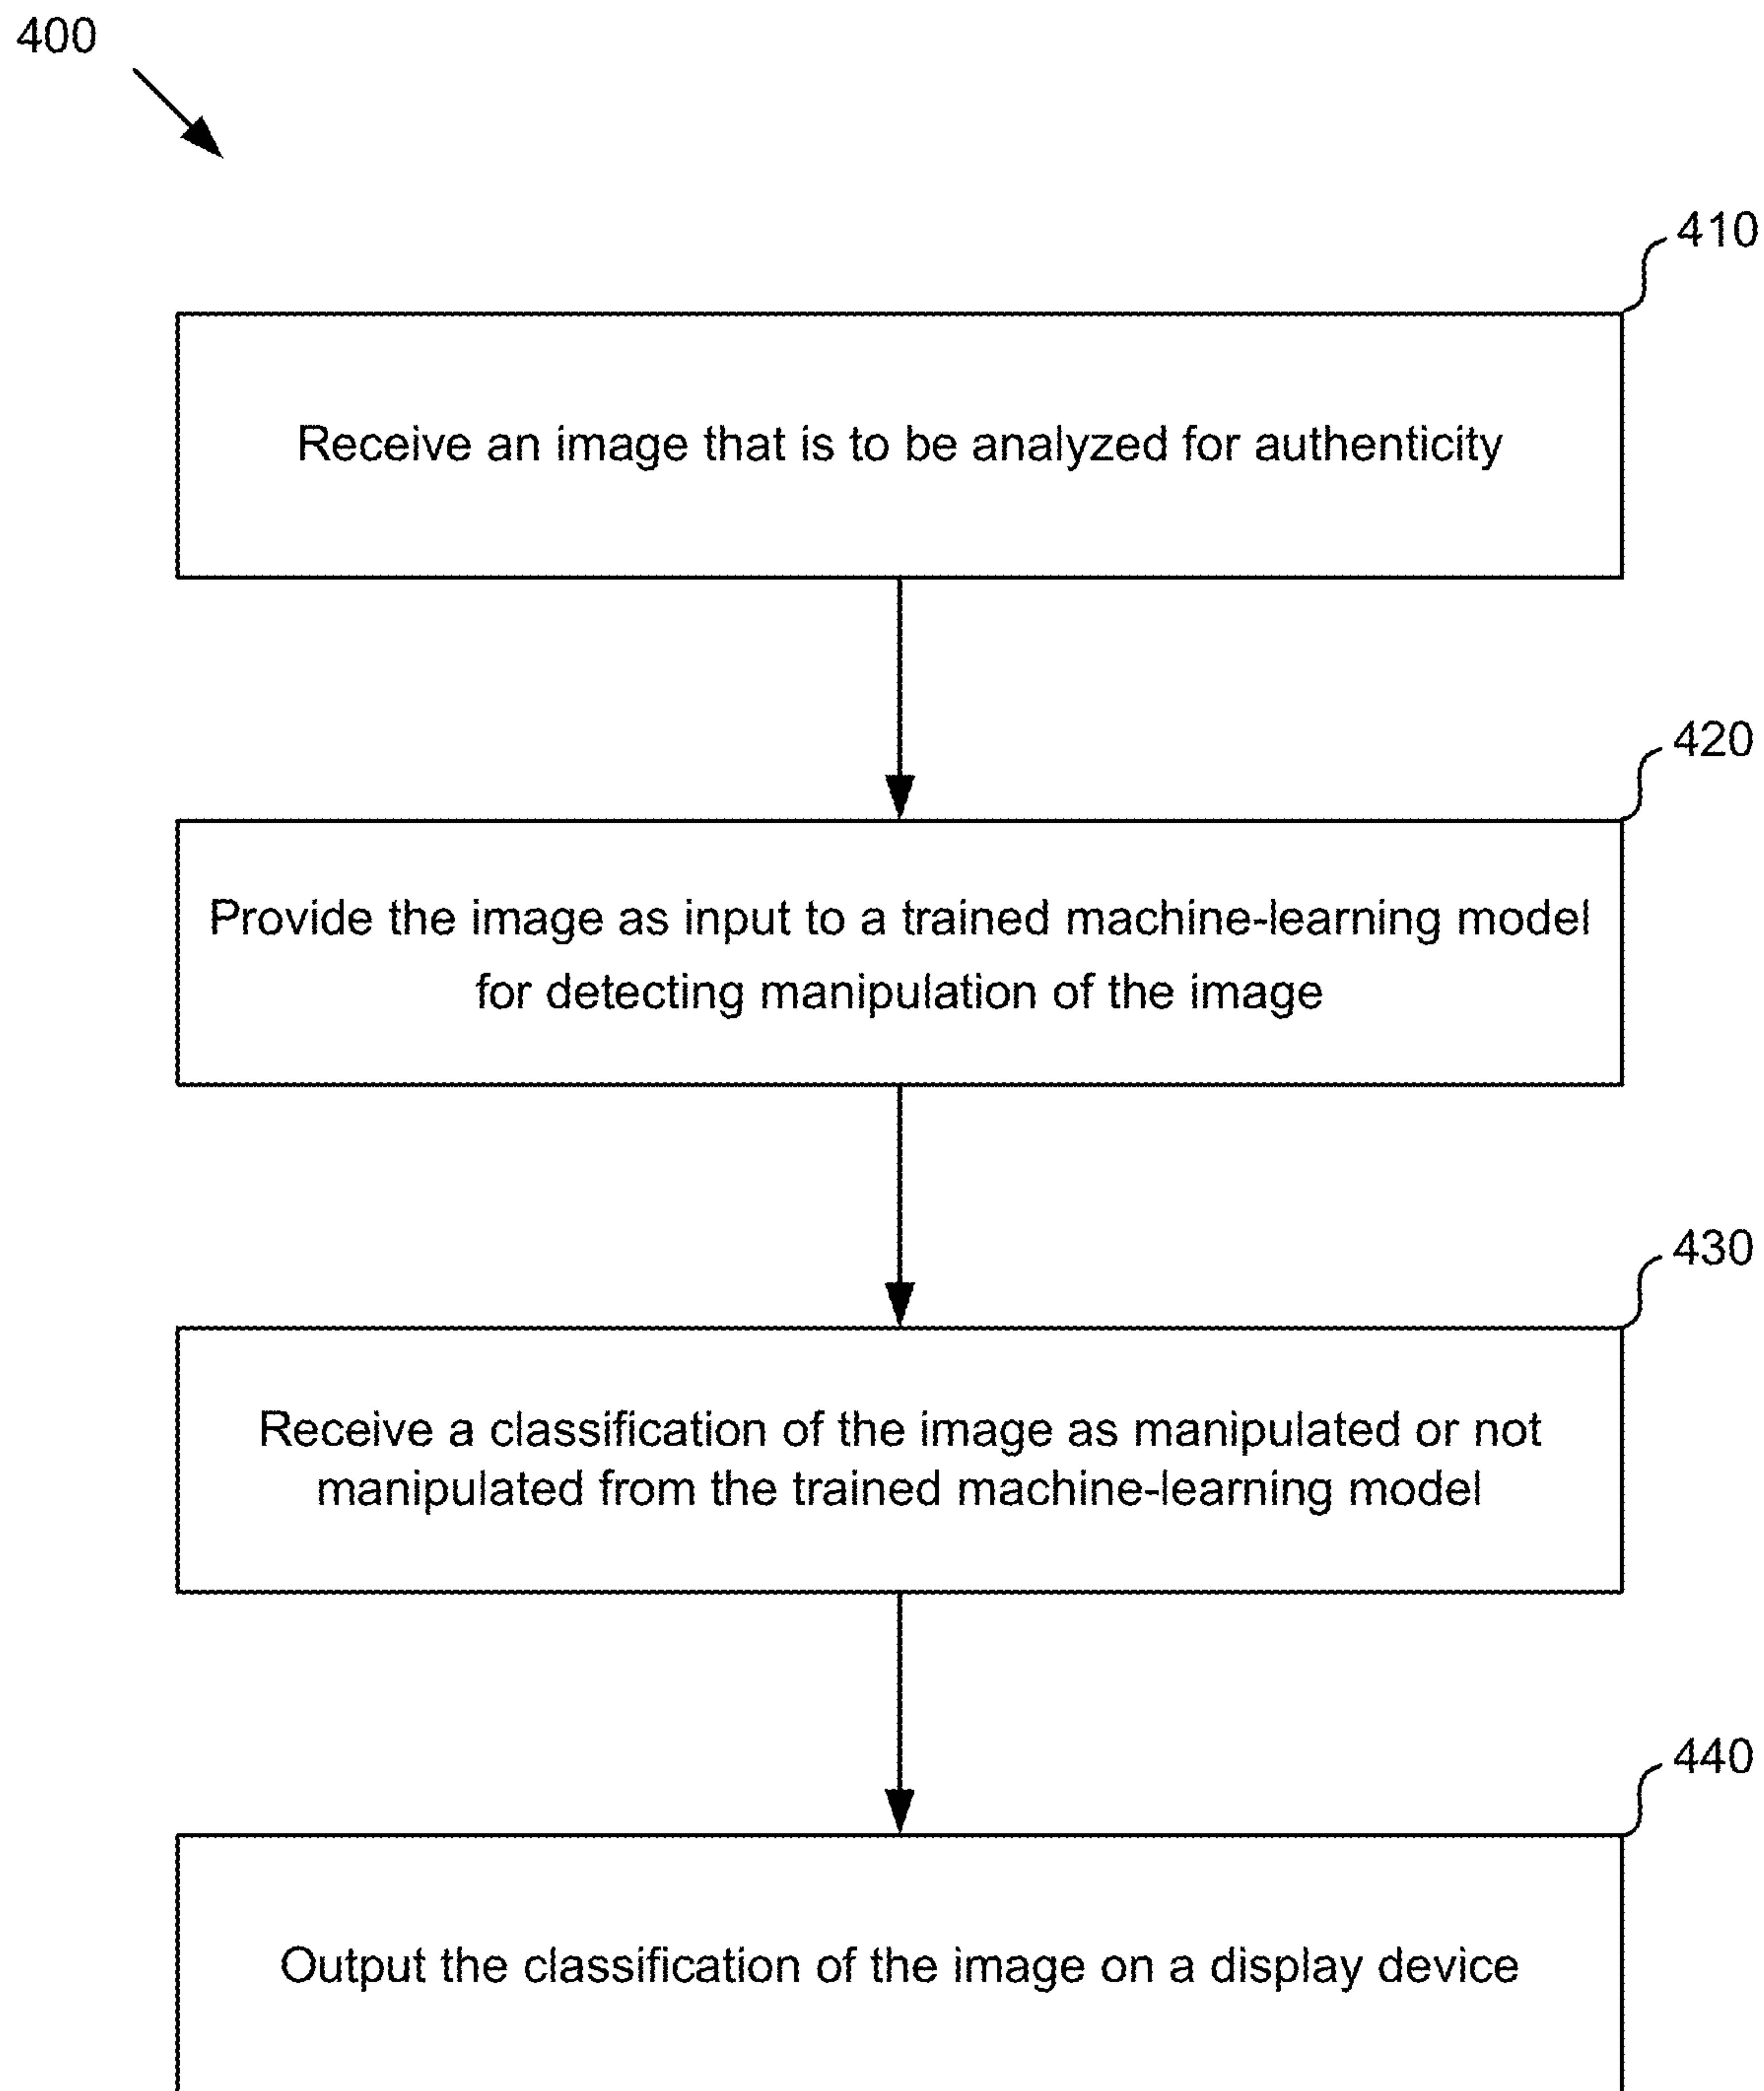 400
410
Receive an image that is to be analyzed for authenticity
420
Provide the image as input to a trained machine-learning model
for detecting manipulation of the image
430
Receive a classification of the image as manipulated or not
manipulated from the trained machine-learning model
440
Output the classification of the image on a display device